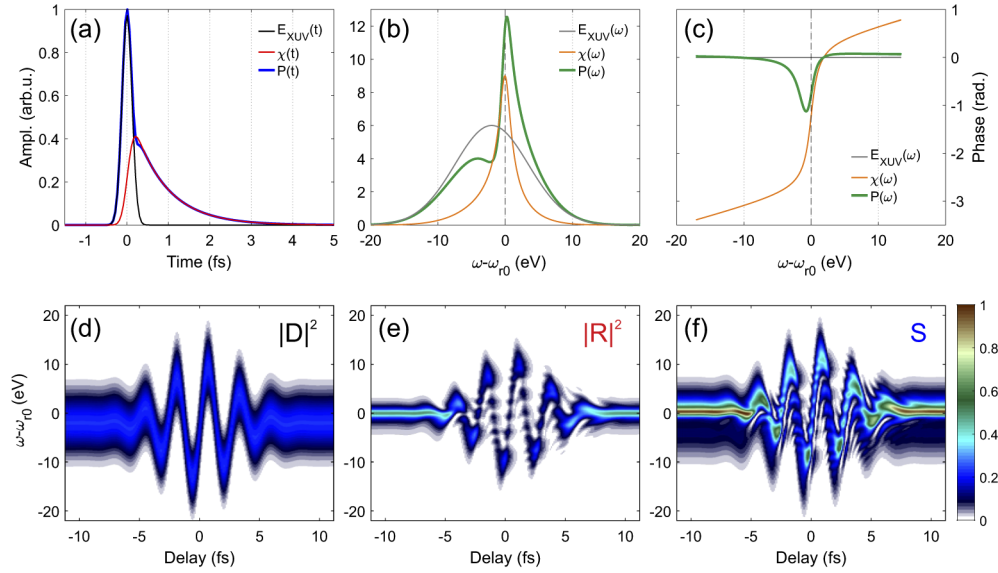 (a)
E_XUV(t)
χ(t)
P(t)
Ampl. (arb.u.)
1
0.8
0.6
0.4
0.2
0
-1 0 1 2 3 4 5
Time (fs)
(b)
E_XUV(ω)
χ(ω)
P(ω)
12
10
8
6
4
2
0
-20 -10 0 10 20
ω-ω_r0 (eV)
(c)
E_XUV(ω)
χ(ω)
P(ω)
1
0
-1
-2
-3
Phase (rad.)
-20 -10 0 10 20
ω-ω_r0 (eV)
(d)
|D|²
20
10
0
-10
-20
ω-ω_r0 (eV)
-10 -5 0 5 10
Delay (fs)
(e)
|R|²
20
10
0
-10
-20
-10 -5 0 5 10
Delay (fs)
(f)
S
20
10
0
-10
-20
-10 -5 0 5 10
Delay (fs)
1
0.8
0.6
0.4
0.2
0